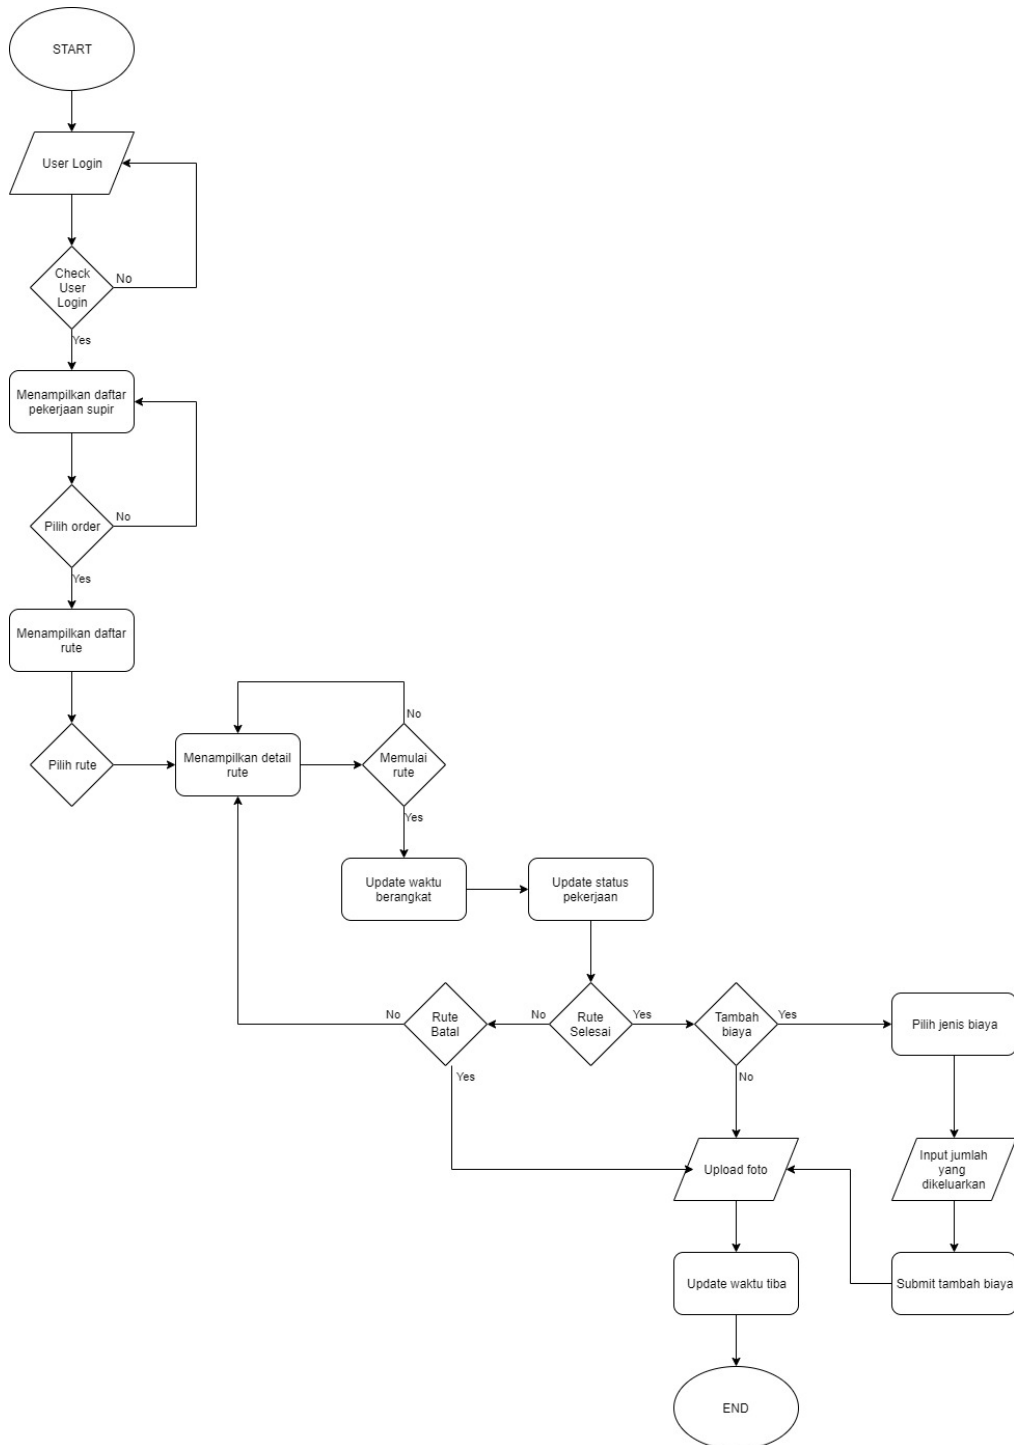 START
User Login
Check
User
Login
No
Yes
Menampilkan daftar
pekerjaan supir
Pilih order
No
Yes
Menampilkan daftar
rute
Pilih rute
Menampilkan detail
rute
No
Memulai
rute
Yes
Update waktu
berangkat
Update status
pekerjaan
No
Rute
Batal
Yes
No
Rute
Selesai
Yes
Tambah
biaya
Yes
No
Pilih jenis biaya
Upload foto
Input jumlah
yang
dikeluarkan
Update waktu tiba
Submit tambah biaya
END